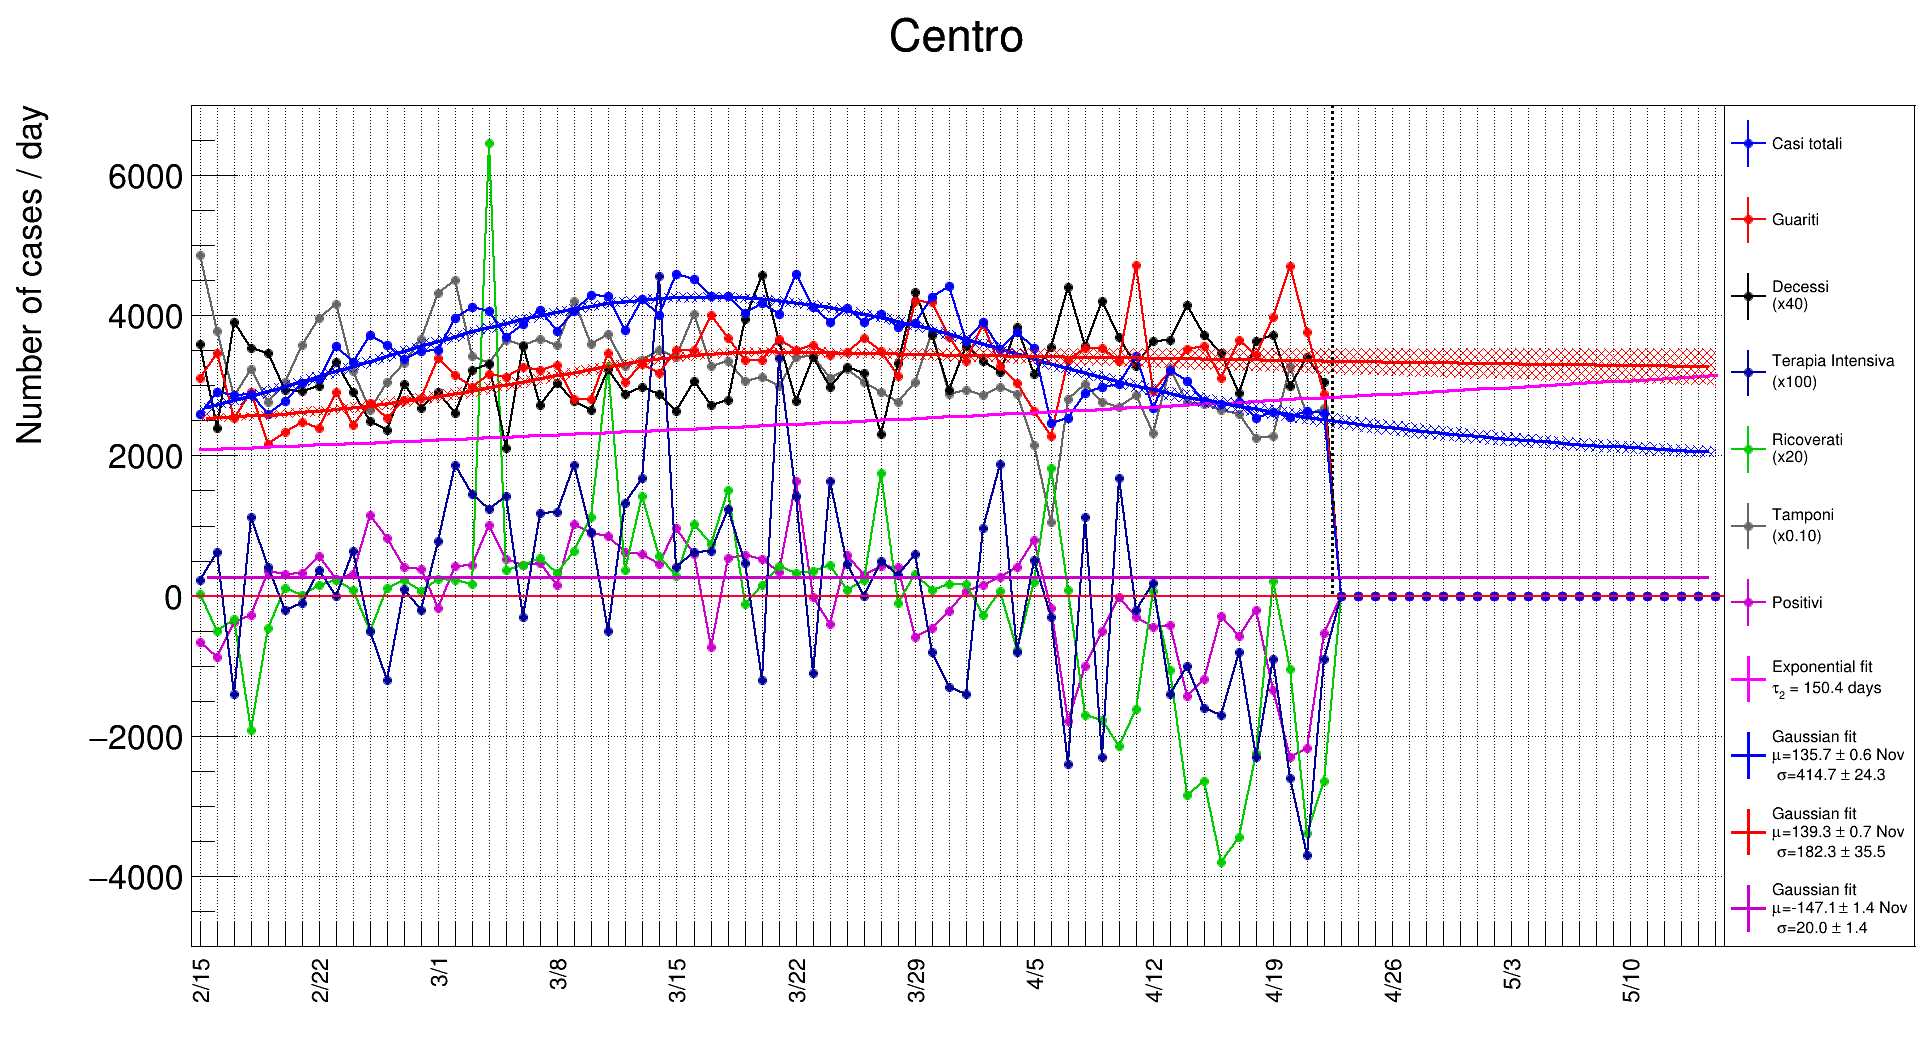 Centro
Number of cases / day
6000
4000
2000
0
−2000
−4000
2/15
2/22
3/1
3/8
3/15
3/22
3/29
4/5
4/12
4/19
4/26
5/3
5/10
Casi totali
Guariti
Decessi
(x40)
Terapia Intensiva
(x100)
Ricoverati
(x20)
Tamponi
(x0.10)
Positivi
Exponential fit
τ2 = 150.4 days
Gaussian fit
μ=135.7 ± 0.6 Nov
σ=414.7 ± 24.3
Gaussian fit
μ=139.3 ± 0.7 Nov
σ=182.3 ± 35.5
Gaussian fit
μ=-147.1 ± 1.4 Nov
σ=20.0 ± 1.4